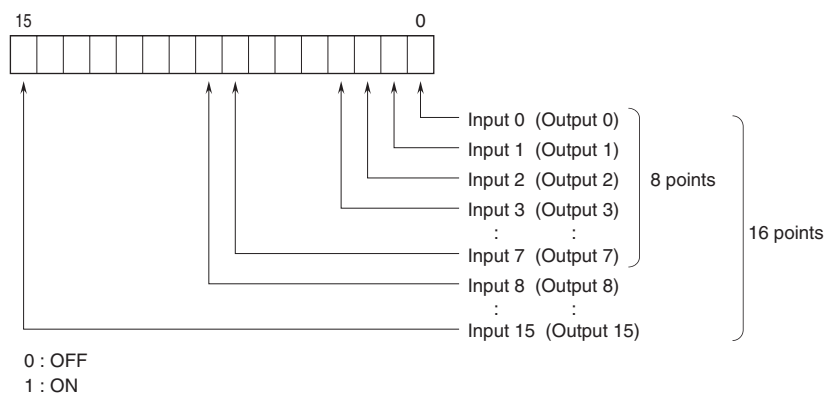 15 0
Input 0 (Output 0)
Input 1 (Output 1)
Input 2 (Output 2)
8 points
Input 3 (Output 3)
: :
16 points
Input 7 (Output 7)
Input 8 (Output 8)
: :
Input 15 (Output 15)
0 : OFF
1 : ON